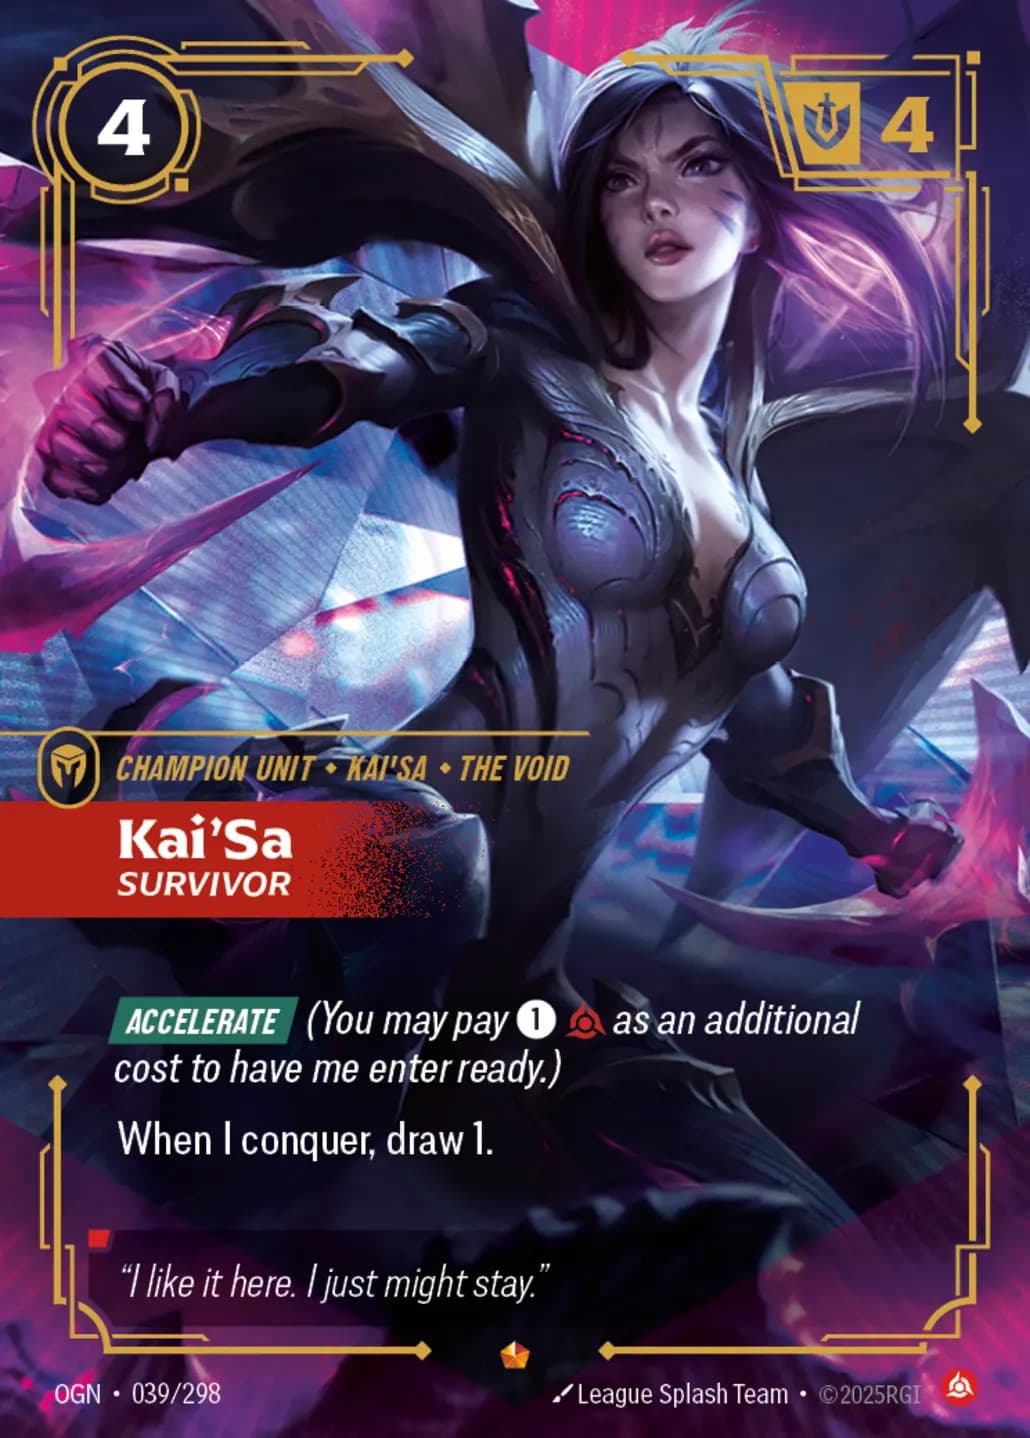 4
4
CHAMPION UNIT • KAI'SA • THE VOID
Kai'Sa
SURVIVOR
ACCELERATE (You may pay 1 as an additional
cost to have me enter ready.)
When I conquer, draw 1.
“I like it here. I just might stay.”
OGN • 039/298
League Splash Team • ©2025RGI